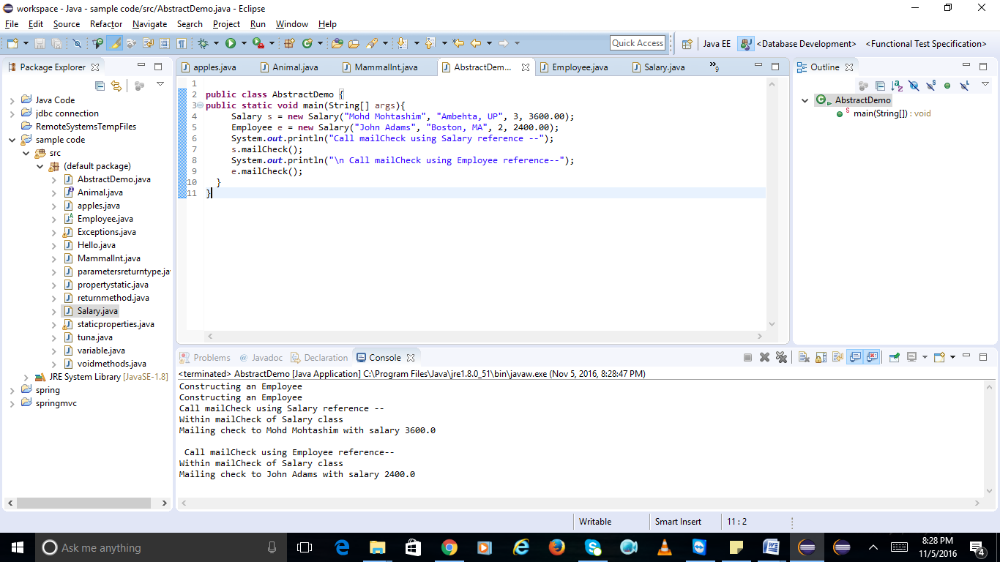 workspace - Java - sample code/src/AbstractDemo.java - Eclipse
File Edit Source Refactor Navigate Search Project Run Window Help
Quick Access
Java EE
<Database Development>
<Functional Test Specification>
Package Explorer
Java Code
jdbc connection
RemoteSystemsTempFiles
sample code
src
(default package)
AbstractDemo.java
Animal.java
apples.java
Employee.java
Exceptions.java
Hello.java
MammalInt.java
parametersreturntype.ja
propertystatic.java
returnmethod.java
Salary.java
staticproperties.java
tuna.java
variable.java
voidmethods.java
JRE System Library [JavaSE-1.8]
spring
springmvc
apples.java
Animal.java
MammalInt.java
AbstractDem...
Employee.java
Salary.java
»9
1
2 public class AbstractDemo {
3 public static void main(String[] args){
4 Salary s = new Salary("Mohd Mohtashim", "Ambehta, UP", 3, 3600.00);
5 Employee e = new Salary("John Adams", "Boston, MA", 2, 2400.00);
6 System.out.println("Call mailCheck using Salary reference --");
7 s.mailCheck();
8 System.out.println("\n Call mailCheck using Employee reference--");
9 e.mailCheck();
10 }
11 }
Outline
AbstractDemo
main(String[]) : void
Problems
@ Javadoc
Declaration
Console
<terminated> AbstractDemo [Java Application] C:\Program Files\Java\jre1.8.0_51\bin\javaw.exe (Nov 5, 2016, 8:28:47 PM)
Constructing an Employee
Constructing an Employee
Call mailCheck using Salary reference --
Within mailCheck of Salary class
Mailing check to Mohd Mohtashim with salary 3600.0
Call mailCheck using Employee reference--
Within mailCheck of Salary class
Mailing check to John Adams with salary 2400.0
Writable
Smart Insert
11 : 2
Ask me anything
8:28 PM
11/5/2016
4